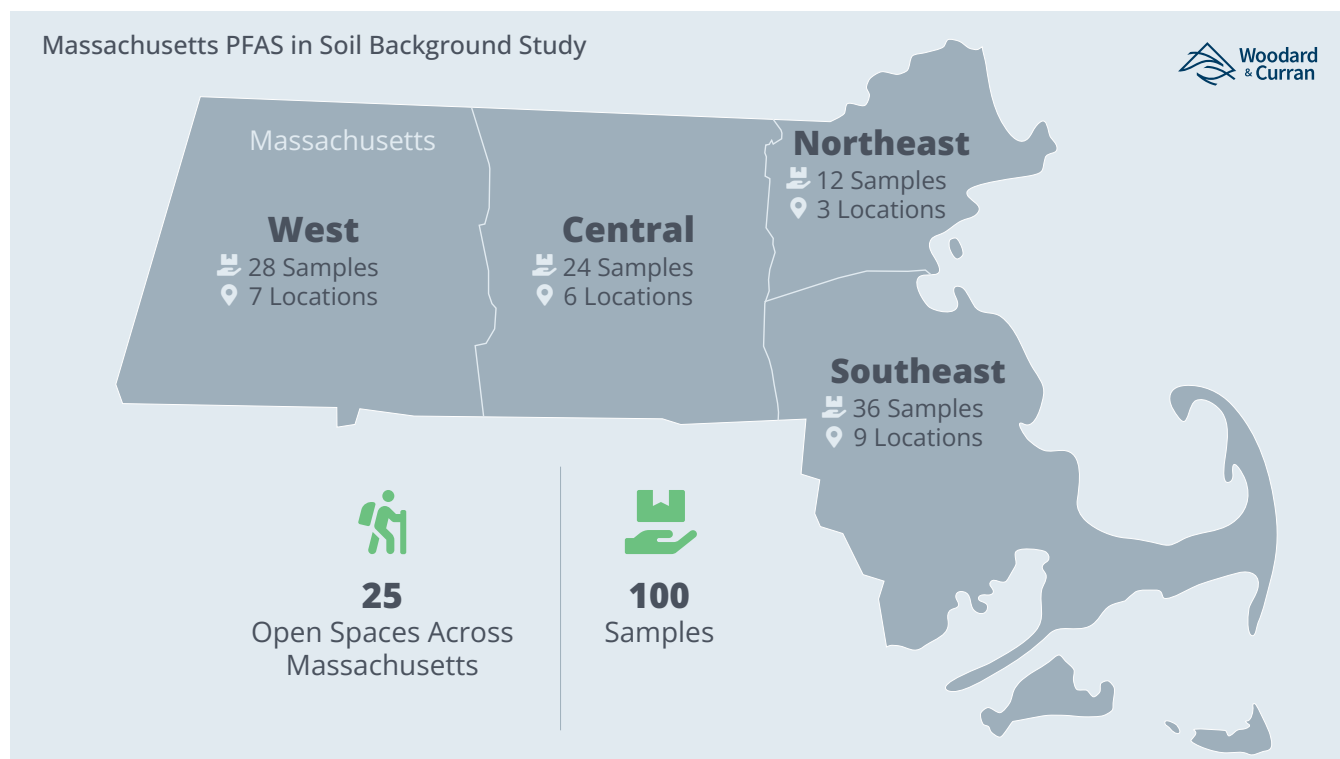 Massachusetts PFAS in Soil Background Study
Woodard
& Curran
Massachusetts
West
28 Samples
7 Locations
Central
24 Samples
6 Locations
Northeast
12 Samples
3 Locations
Southeast
36 Samples
9 Locations
25
Open Spaces Across
Massachusetts
100
Samples